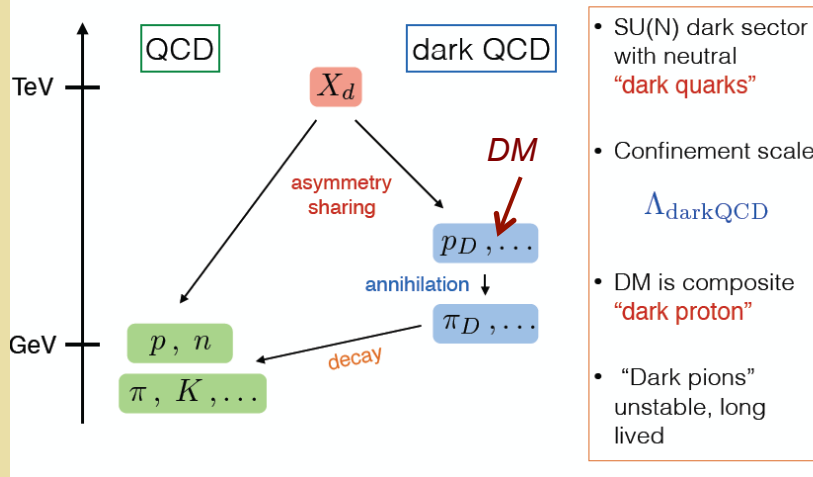 QCD
dark QCD
TeV
X_d
DM
asymmetry
sharing
p_D , ...
annihilation
π_D , ...
GeV
p , n
decay
π , K , ...
• SU(N) dark sector
with neutral
“dark quarks”
• Confinement scale
Λ_darkQCD
• DM is composite
“dark proton”
• “Dark pions”
unstable, long
lived